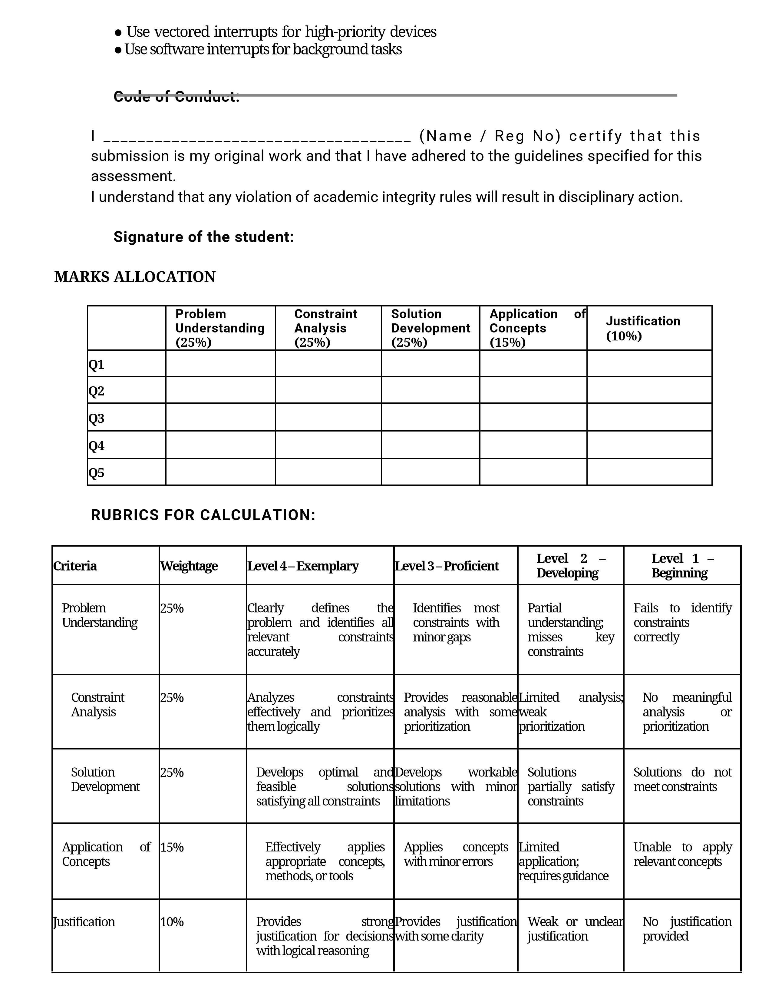 ● Use vectored interrupts for high-priority devices
● Use software interrupts for background tasks
Code of Conduct:
I ____________________________________ (Name / Reg No) certify that this
submission is my original work and that I have adhered to the guidelines specified for this
assessment.
I understand that any violation of academic integrity rules will result in disciplinary action.
Signature of the student:
MARKS ALLOCATION
Problem
Understanding
(25%)
Constraint
Analysis
(25%)
Solution
Development
(25%)
Application of
Concepts
(15%)
Justification
(10%)
Q1
Q2
Q3
Q4
Q5
RUBRICS FOR CALCULATION:
Criteria
Weightage
Level 4 – Exemplary
Level 3 – Proficient
Level 2 –
Developing
Level 1 –
Beginning
Problem
Understanding
25%
Clearly defines the
problem and identifies all
relevant constraints
accurately
Identifies most
constraints with
minor gaps
Partial
understanding;
misses key
constraints
Fails to identify
constraints
correctly
Constraint
Analysis
25%
Analyzes constraints
effectively and prioritizes
them logically
Provides reasonable
analysis with some
prioritization
Limited analysis;
weak
prioritization
No meaningful
analysis or
prioritization
Solution
Development
25%
Develops optimal and
feasible solutions
satisfying all constraints
Develops workable
solutions with minor
limitations
Solutions
partially satisfy
constraints
Solutions do not
meet constraints
Application of
Concepts
15%
Effectively applies
appropriate concepts,
methods, or tools
Applies concepts
with minor errors
Limited
application;
requires guidance
Unable to apply
relevant concepts
Justification
10%
Provides strong
justification for decisions
with logical reasoning
Provides justification
with some clarity
Weak or unclear
justification
No justification
provided